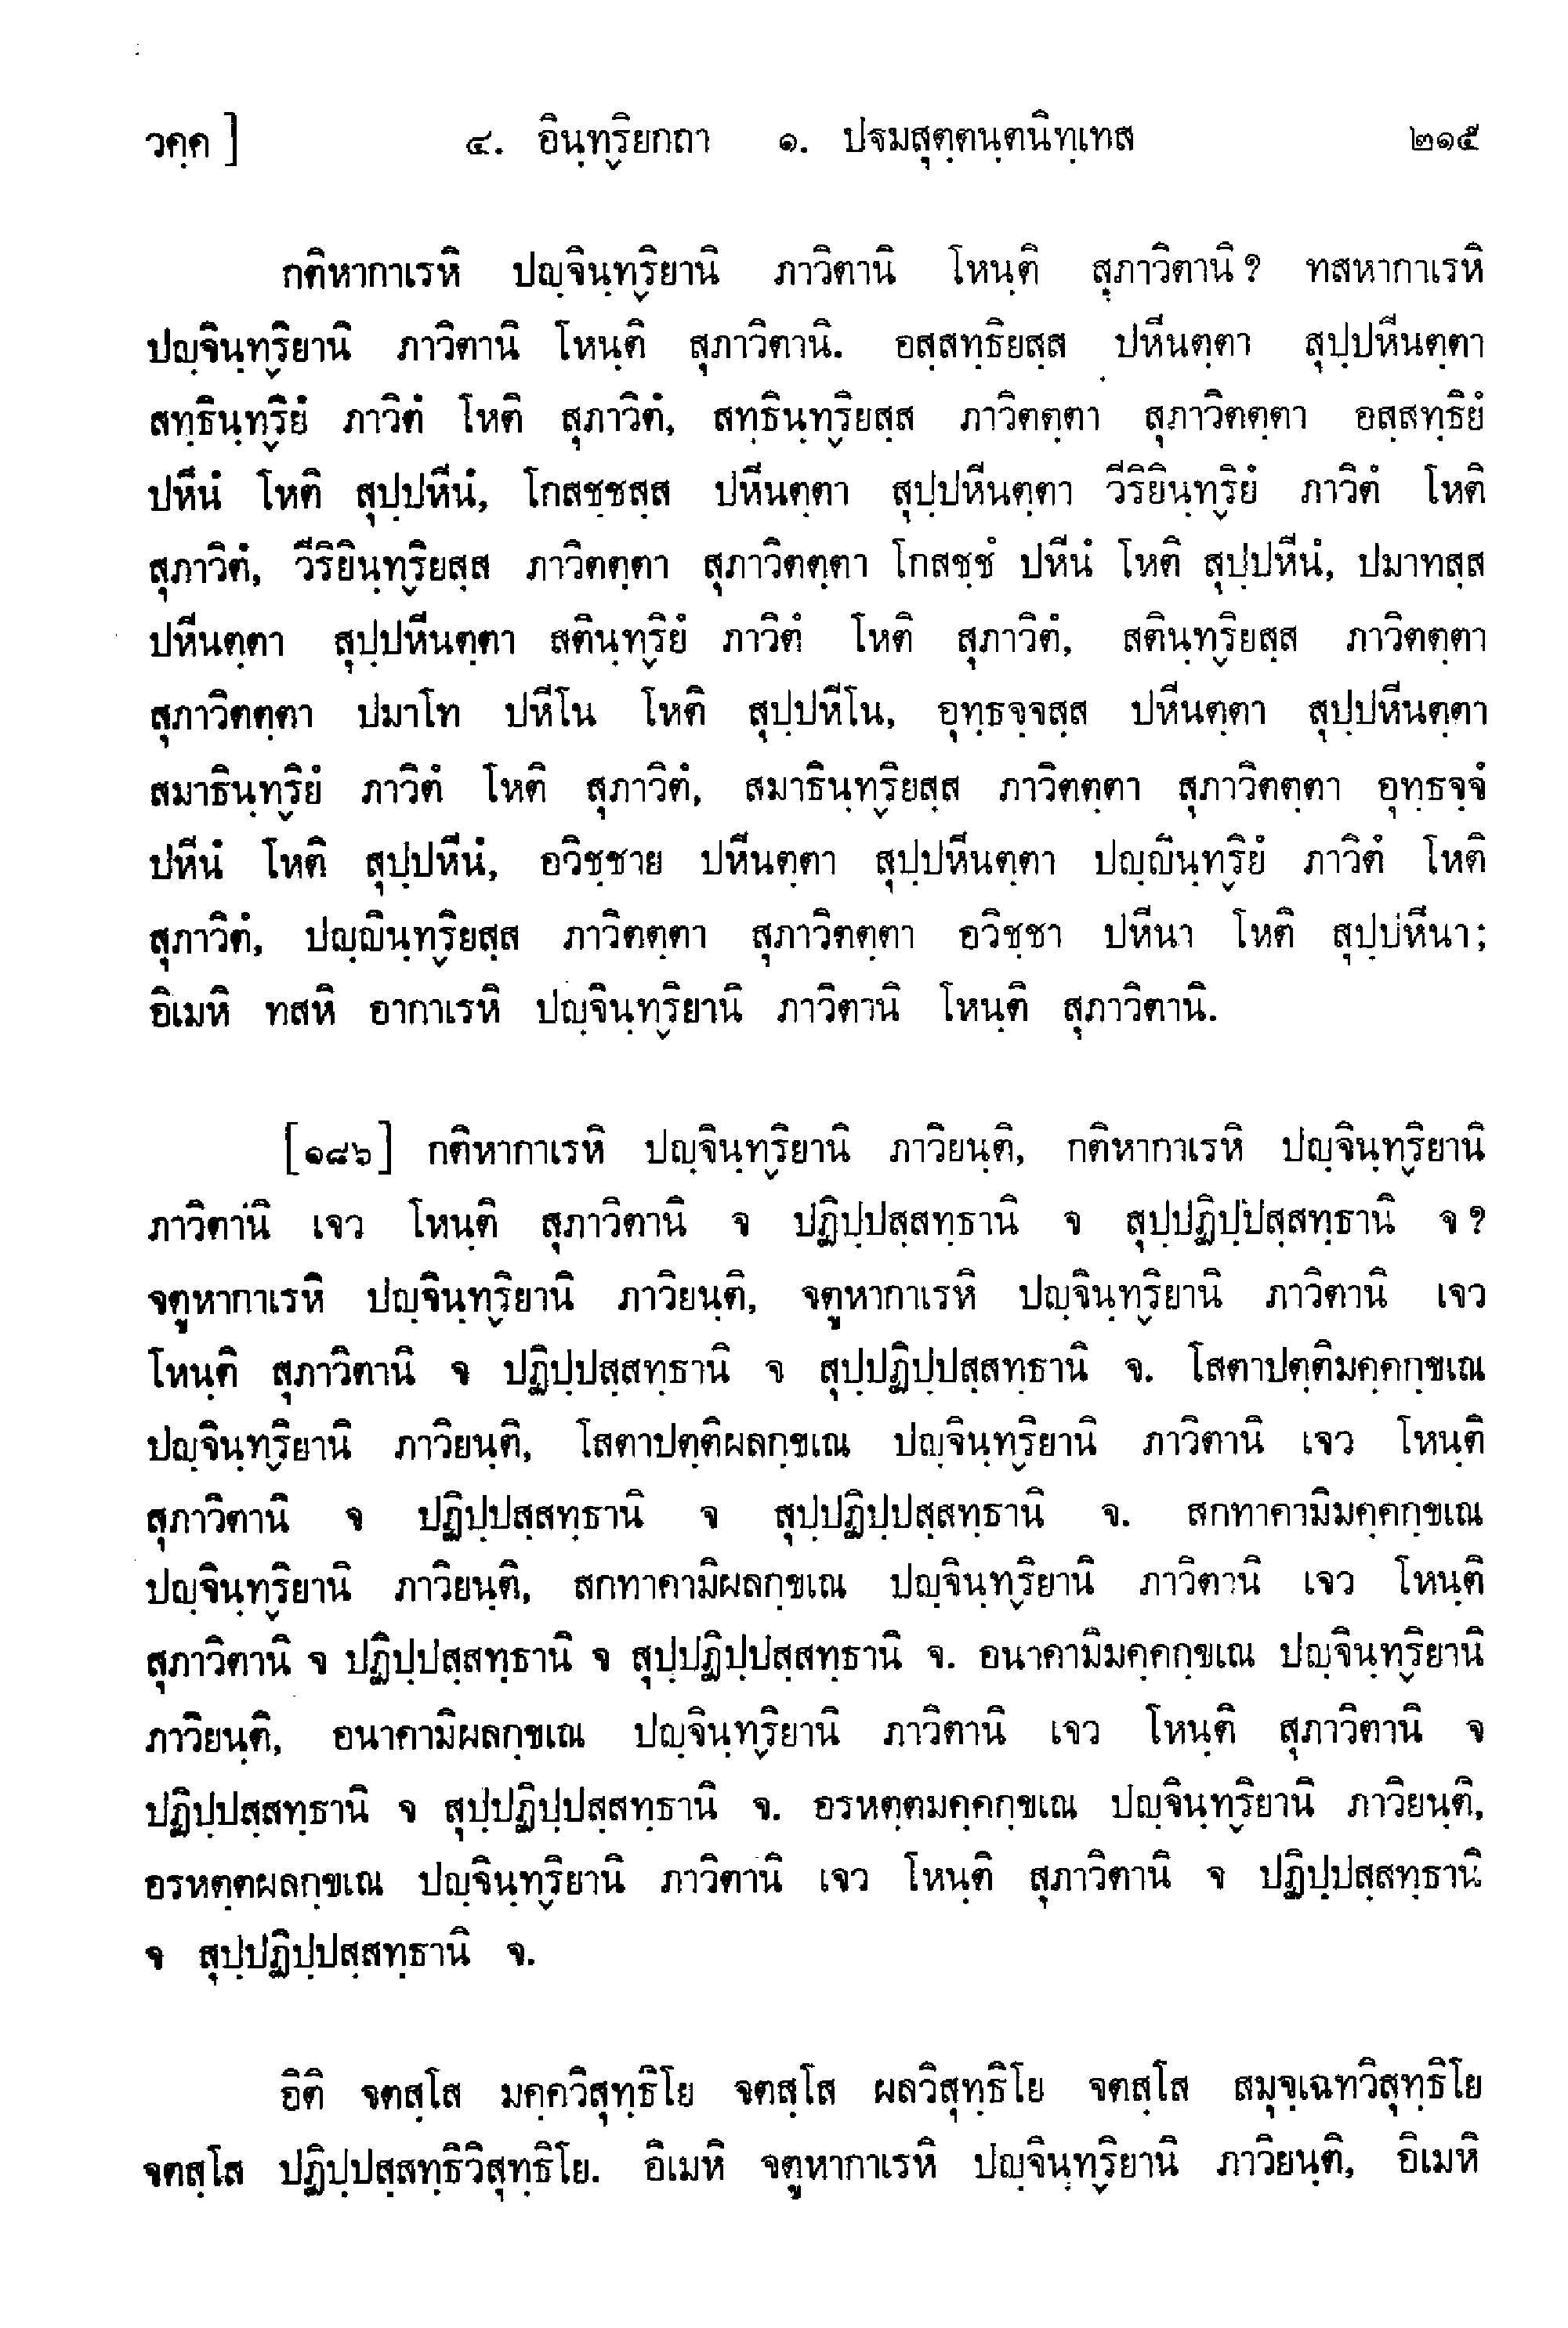 วคฺค ] ๔. อินฺทฺริยกถา ๑. ปฐมสุตฺตนฺตนิทฺเทส ๒๑๕
กติหากาเรหิ ปญฺจินฺทฺริยานิ ภาวิตานิ โหนฺติ สุภาวิตานิ? ทสหากาเรหิ
ปญฺจินฺทฺริยานิ ภาวิตานิ โหนฺติ สุภาวิตานิ. อสฺสทฺธิยสฺส ปหีนตฺตา สุปฺปหีนตฺตา
สทฺธินฺทฺริยํ ภาวิตํ โหติ สุภาวิตํ, สทฺธินฺทฺริยสฺส ภาวิตตฺตา สุภาวิตตฺตา อสฺสทฺธิยํ
ปหีนํ โหติ สุปฺปหีนํ, โกสชฺชสฺส ปหีนตฺตา สุปฺปหีนตฺตา วีริยินฺทฺริยํ ภาวิตํ โหติ
สุภาวิตํ, วีริยินฺทฺริยสฺส ภาวิตตฺตา สุภาวิตตฺตา โกสชฺชํ ปหีนํ โหติ สุปฺปหีนํ, ปมาทสฺส
ปหีนตฺตา สุปฺปหีนตฺตา สตินฺทฺริยํ ภาวิตํ โหติ สุภาวิตํ, สตินฺทฺริยสฺส ภาวิตตฺตา
สุภาวิตตฺตา ปมาโท ปหีโน โหติ สุปฺปหีโน, อุทฺธจฺจสฺส ปหีนตฺตา สุปฺปหีนตฺตา
สมาธินฺทฺริยํ ภาวิตํ โหติ สุภาวิตํ, สมาธินฺทฺริยสฺส ภาวิตตฺตา สุภาวิตตฺตา อุทฺธจฺจํ
ปหีนํ โหติ สุปฺปหีนํ, อวิชฺชาย ปหีนตฺตา สุปฺปหีนตฺตา ปญฺญินฺทฺริยํ ภาวิตํ โหติ
สุภาวิตํ, ปญฺญินฺทฺริยสฺส ภาวิตตฺตา สุภาวิตตฺตา อวิชฺชา ปหีนา โหติ สุปฺปหีนา;
อิเมหิ ทสหิ อากาเรหิ ปญฺจินฺทฺริยานิ ภาวิตานิ โหนฺติ สุภาวิตานิ.
[๑๘๖] กติหากาเรหิ ปญฺจินฺทฺริยานิ ภาวิยนฺติ, กติหากาเรหิ ปญฺจินฺทฺริยานิ
ภาวิตานิ เจว โหนฺติ สุภาวิตานิ จ ปฏิปฺปสฺสทฺธานิ จ สุปฺปฏิปฺปสฺสทฺธานิ จ?
จตูหากาเรหิ ปญฺจินฺทฺริยานิ ภาวิยนฺติ, จตูหากาเรหิ ปญฺจินฺทฺริยานิ ภาวิตานิ เจว
โหนฺติ สุภาวิตานิ จ ปฏิปฺปสฺสทฺธานิ จ สุปฺปฏิปฺปสฺสทฺธานิ จ. โสตาปตฺติมคฺคกฺขเณ
ปญฺจินฺทฺริยานิ ภาวิยนฺติ, โสตาปตฺติผลกฺขเณ ปญฺจินฺทฺริยานิ ภาวิตานิ เจว โหนฺติ
สุภาวิตานิ จ ปฏิปฺปสฺสทฺธานิ จ สุปฺปฏิปฺปสฺสทฺธานิ จ. สกทาคามิมคฺคกฺขเณ
ปญฺจินฺทฺริยานิ ภาวิยนฺติ, สกทาคามิผลกฺขเณ ปญฺจินฺทฺริยานิ ภาวิตานิ เจว โหนฺติ
สุภาวิตานิ จ ปฏิปฺปสฺสทฺธานิ จ สุปฺปฏิปฺปสฺสทฺธานิ จ. อนาคามิมคฺคกฺขเณ ปญฺจินฺทฺริยานิ
ภาวิยนฺติ, อนาคามิผลกฺขเณ ปญฺจินฺทฺริยานิ ภาวิตานิ เจว โหนฺติ สุภาวิตานิ จ
ปฏิปฺปสฺสทฺธานิ จ สุปฺปฏิปฺปสฺสทฺธานิ จ. อรหตฺตมคฺคกฺขเณ ปญฺจินฺทฺริยานิ ภาวิยนฺติ,
อรหตฺตผลกฺขเณ ปญฺจินฺทฺริยานิ ภาวิตานิ เจว โหนฺติ สุภาวิตานิ จ ปฏิปฺปสฺสทฺธานิ
จ สุปฺปฏิปฺปสฺสทฺธานิ จ.
อิติ จตสฺโส มคฺควิสุทฺธิโย จตสฺโส ผลวิสุทฺธิโย จตสฺโส สมุจฺเฉทวิสุทฺธิโย
จตสฺโส ปฏิปฺปสฺสทฺธิวิสุทฺธิโย. อิเมหิ จตูหากาเรหิ ปญฺจินฺทฺริยานิ ภาวิยนฺติ, อิเมหิ